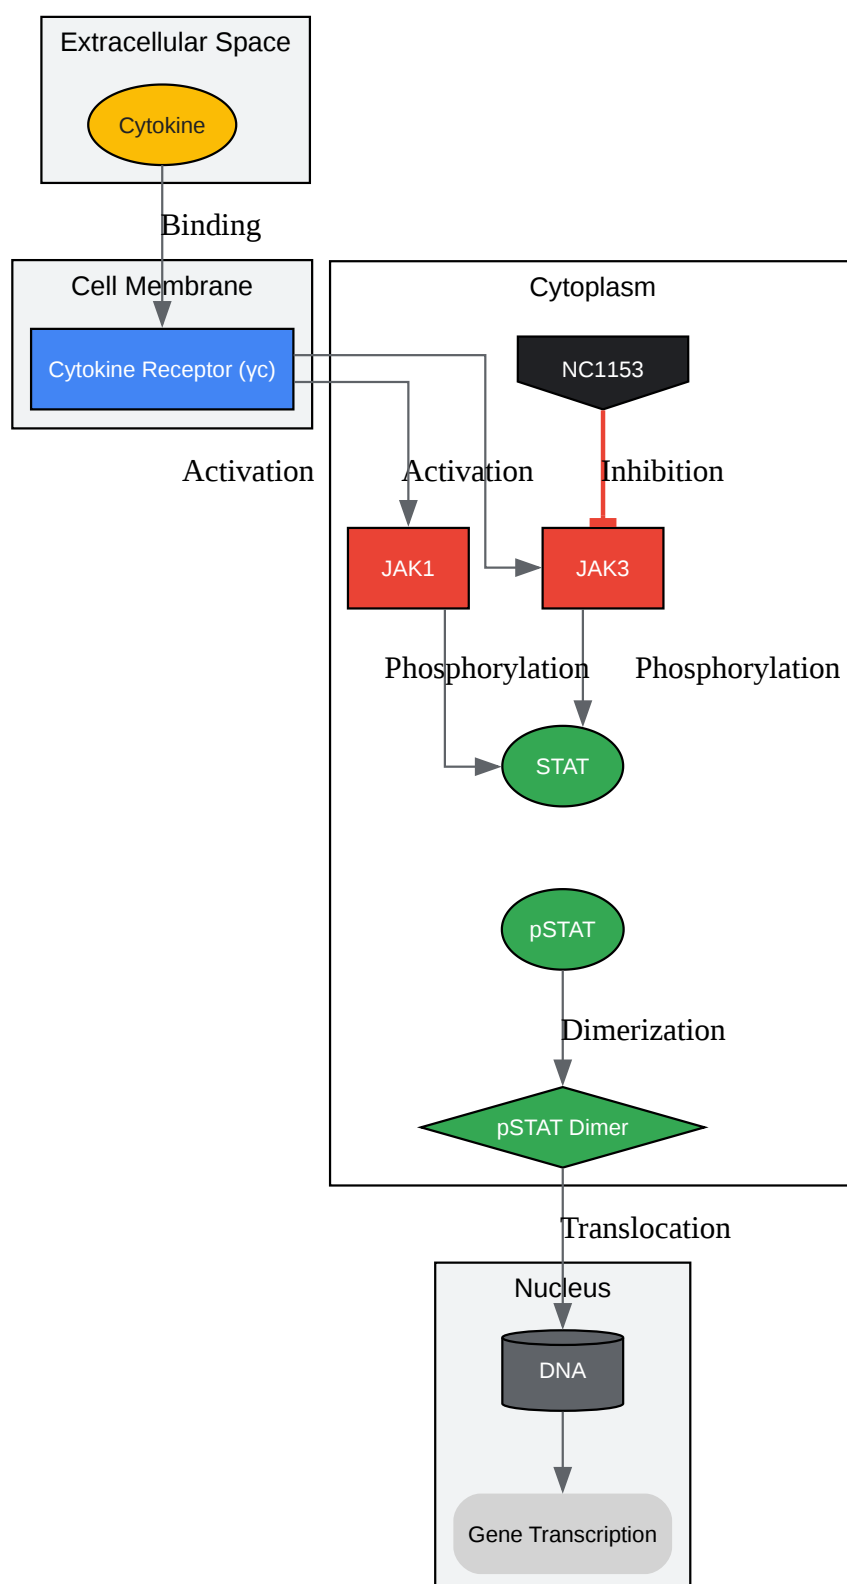 Extracellular Space
Cytokine
Binding
Cell Membrane
Cytokine Receptor (γc)
Cytoplasm
NC1153
Activation
Activation
Inhibition
JAK1
JAK3
Phosphorylation
Phosphorylation
STAT
pSTAT
Dimerization
pSTAT Dimer
Translocation
Nucleus
DNA
Gene Transcription